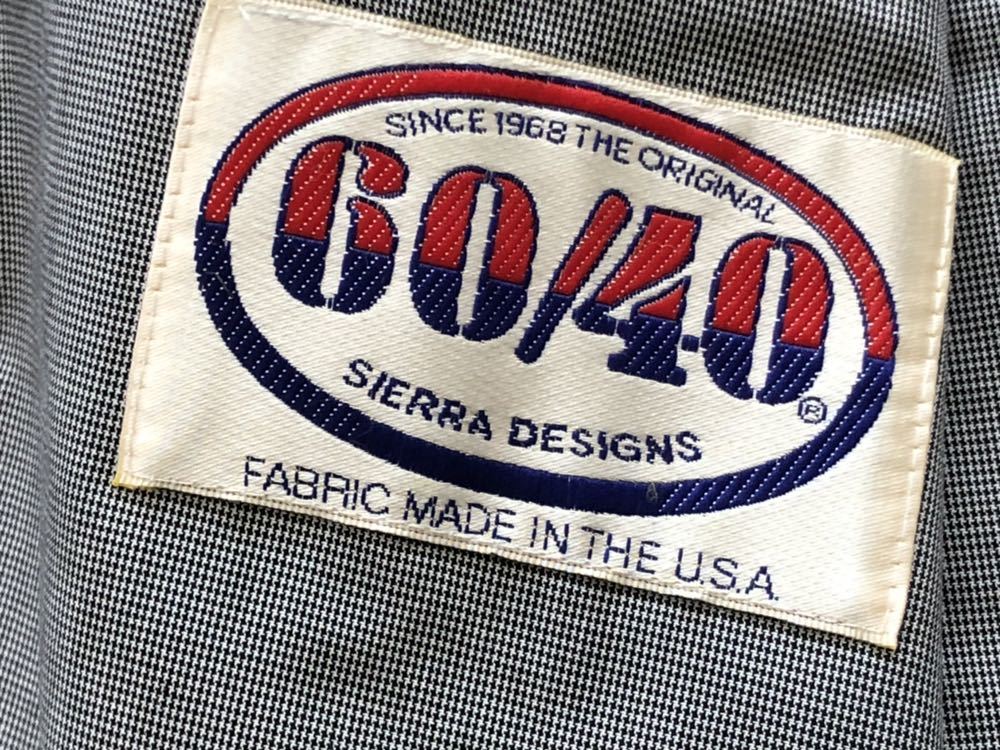 SINCE 1968 THE ORIGINAL
60/40®
SIERRA DESIGNS
FABRIC MADE IN THE U.S.A.